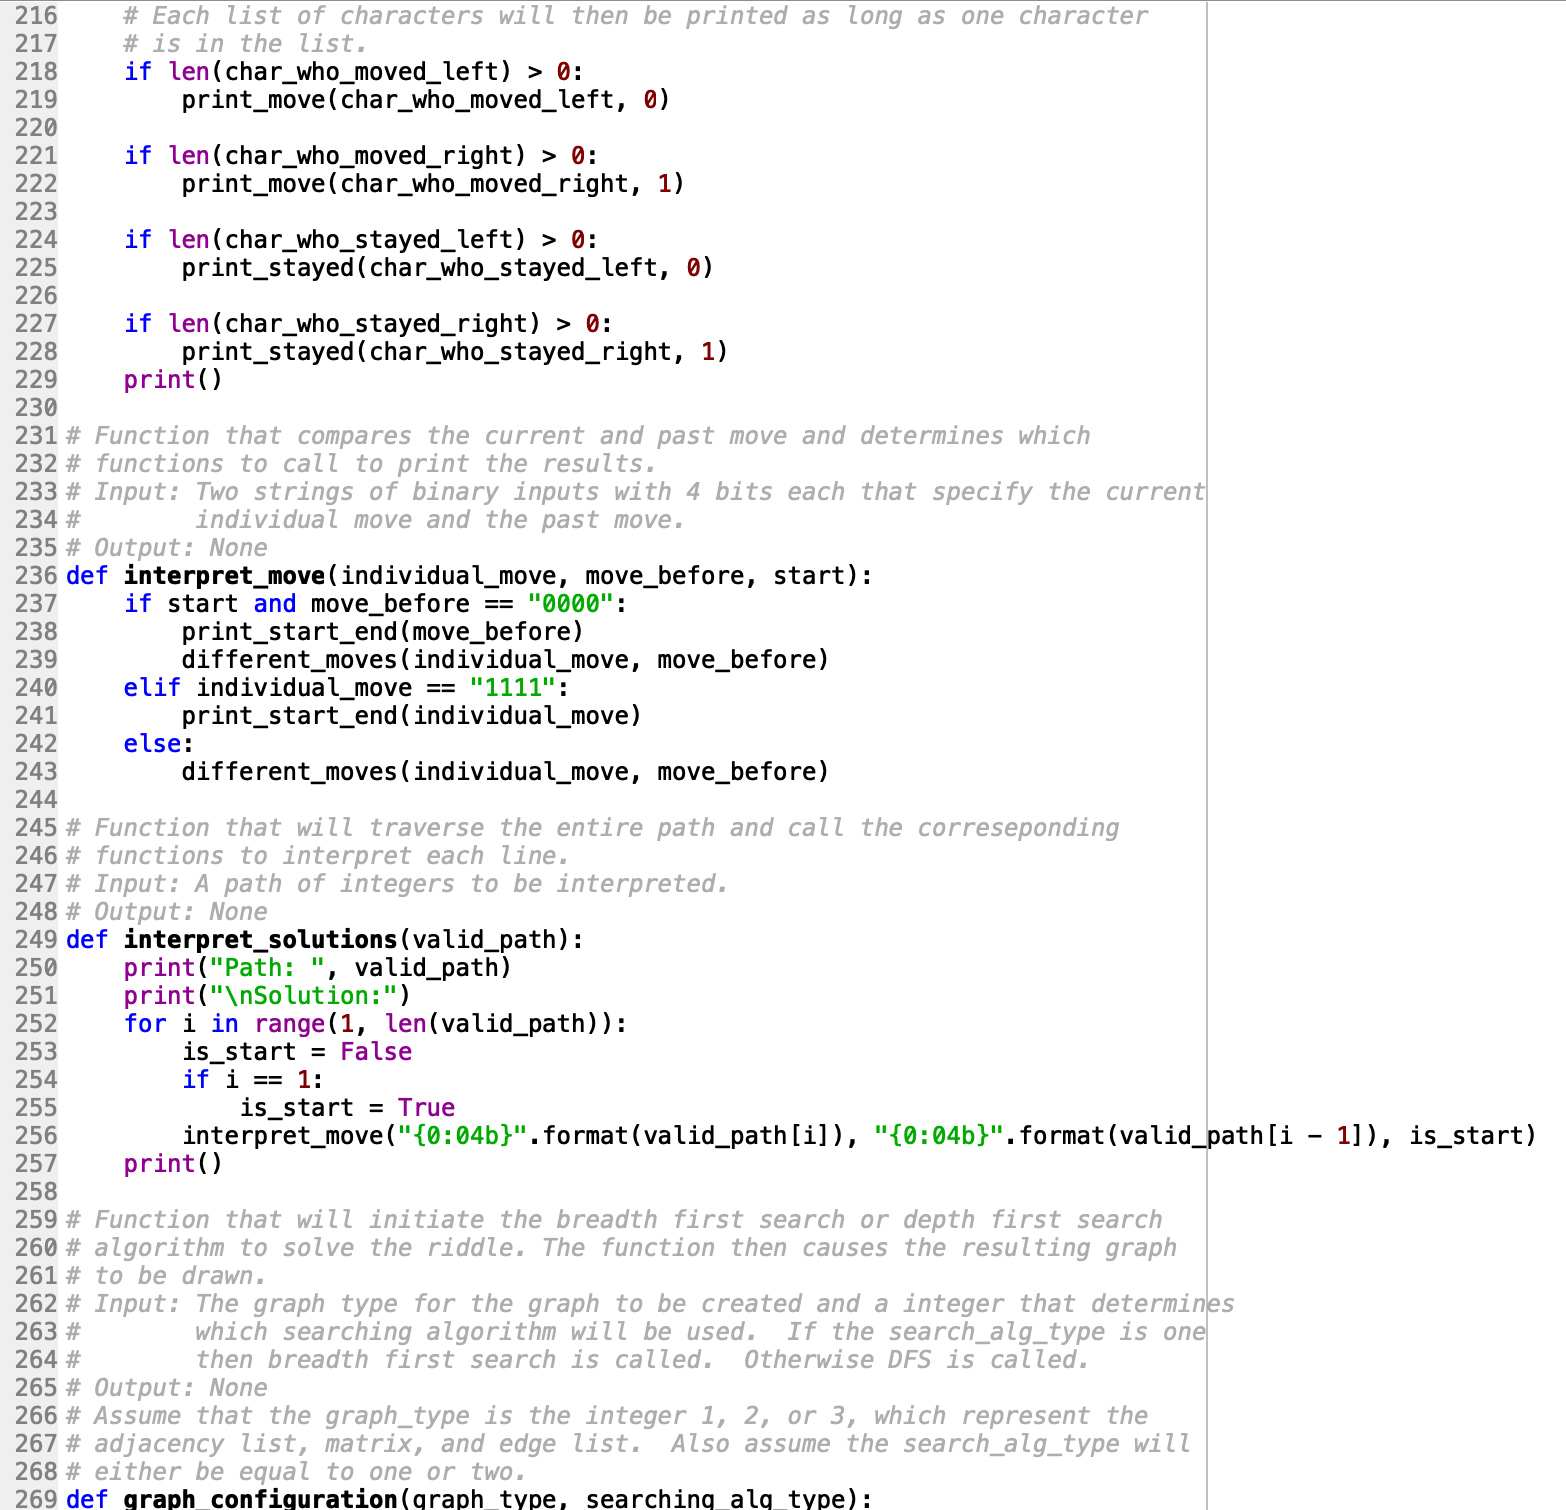 216     # Each list of characters will then be printed as long as one character
217     # is in the list.
218     if len(char_who_moved_left) > 0:
219         print_move(char_who_moved_left, 0)
220
221     if len(char_who_moved_right) > 0:
222         print_move(char_who_moved_right, 1)
223
224     if len(char_who_stayed_left) > 0:
225         print_stayed(char_who_stayed_left, 0)
226
227     if len(char_who_stayed_right) > 0:
228         print_stayed(char_who_stayed_right, 1)
229     print()
230
231 # Function that compares the current and past move and determines which
232 # functions to call to print the results.
233 # Input: Two strings of binary inputs with 4 bits each that specify the current
234 #        individual move and the past move.
235 # Output: None
236 def interpret_move(individual_move, move_before, start):
237     if start and move_before == "0000":
238         print_start_end(move_before)
239         different_moves(individual_move, move_before)
240     elif individual_move == "1111":
241         print_start_end(individual_move)
242     else:
243         different_moves(individual_move, move_before)
244
245 # Function that will traverse the entire path and call the correseponding
246 # functions to interpret each line.
247 # Input: A path of integers to be interpreted.
248 # Output: None
249 def interpret_solutions(valid_path):
250     print("Path: ", valid_path)
251     print("\nSolution:")
252     for i in range(1, len(valid_path)):
253         is_start = False
254         if i == 1:
255             is_start = True
256         interpret_move("{0:04b}".format(valid_path[i]), "{0:04b}".format(valid_path[i - 1]), is_start)
257     print()
258
259 # Function that will initiate the breadth first search or depth first search
260 # algorithm to solve the riddle. The function then causes the resulting graph
261 # to be drawn.
262 # Input: The graph type for the graph to be created and a integer that determines
263 #        which searching algorithm will be used.  If the search_alg_type is one
264 #        then breadth first search is called.  Otherwise DFS is called.
265 # Output: None
266 # Assume that the graph_type is the integer 1, 2, or 3, which represent the
267 # adjacency list, matrix, and edge list.  Also assume the search_alg_type will
268 # either be equal to one or two.
269 def graph_configuration(graph_type, searching_alg_type):